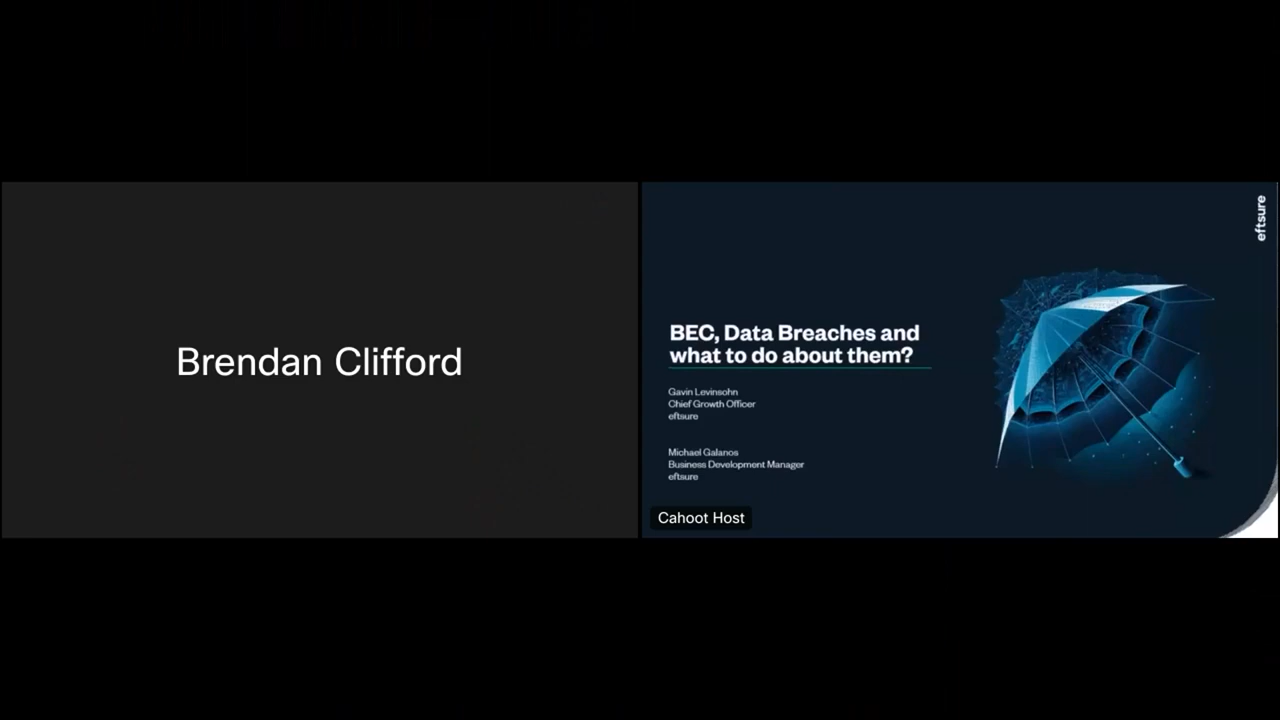 Brendan Clifford
eftsure
BEC, Data Breaches and
what to do about them?
Gavin Levinsohn
Chief Growth Officer
eftsure
Michael Galanos
Business Development Manager
eftsure
Cahoot Host